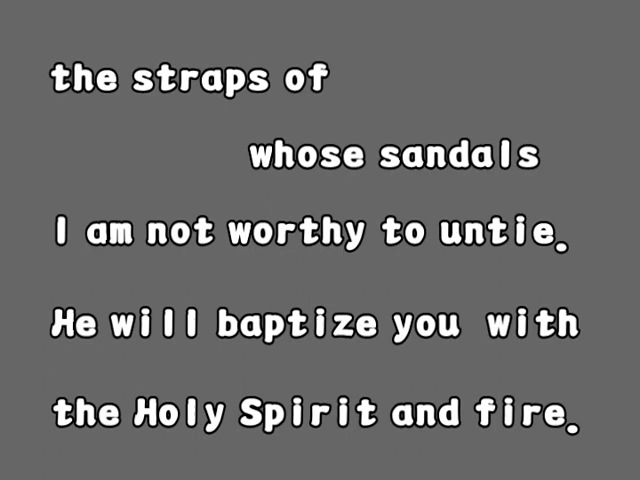 the straps of
whose sandals
I am not worthy to untie.
He will baptize you with
the Holy Spirit and fire.